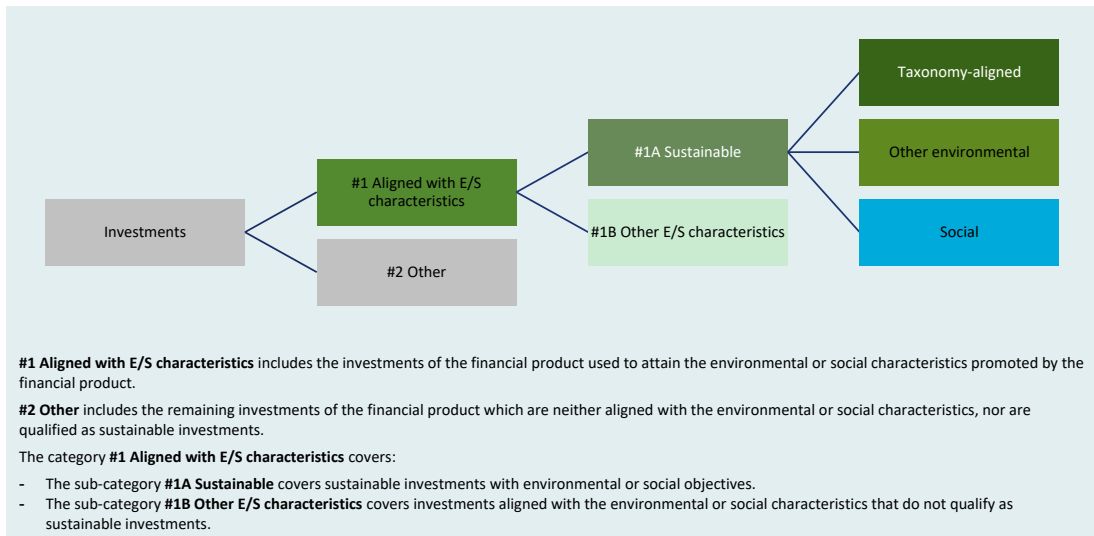 Taxonomy-aligned
#1A Sustainable
Other environmental
#1 Aligned with E/S
characteristics
Investments
#1B Other E/S characteristics
Social
#2 Other
#1 Aligned with E/S characteristics includes the investments of the financial product used to attain the environmental or social characteristics promoted by the
financial product.
#2 Other includes the remaining investments of the financial product which are neither aligned with the environmental or social characteristics, nor are
qualified as sustainable investments.
The category #1 Aligned with E/S characteristics covers:
- The sub-category #1A Sustainable covers sustainable investments with environmental or social objectives.
- The sub-category #1B Other E/S characteristics covers investments aligned with the environmental or social characteristics that do not qualify as
sustainable investments.